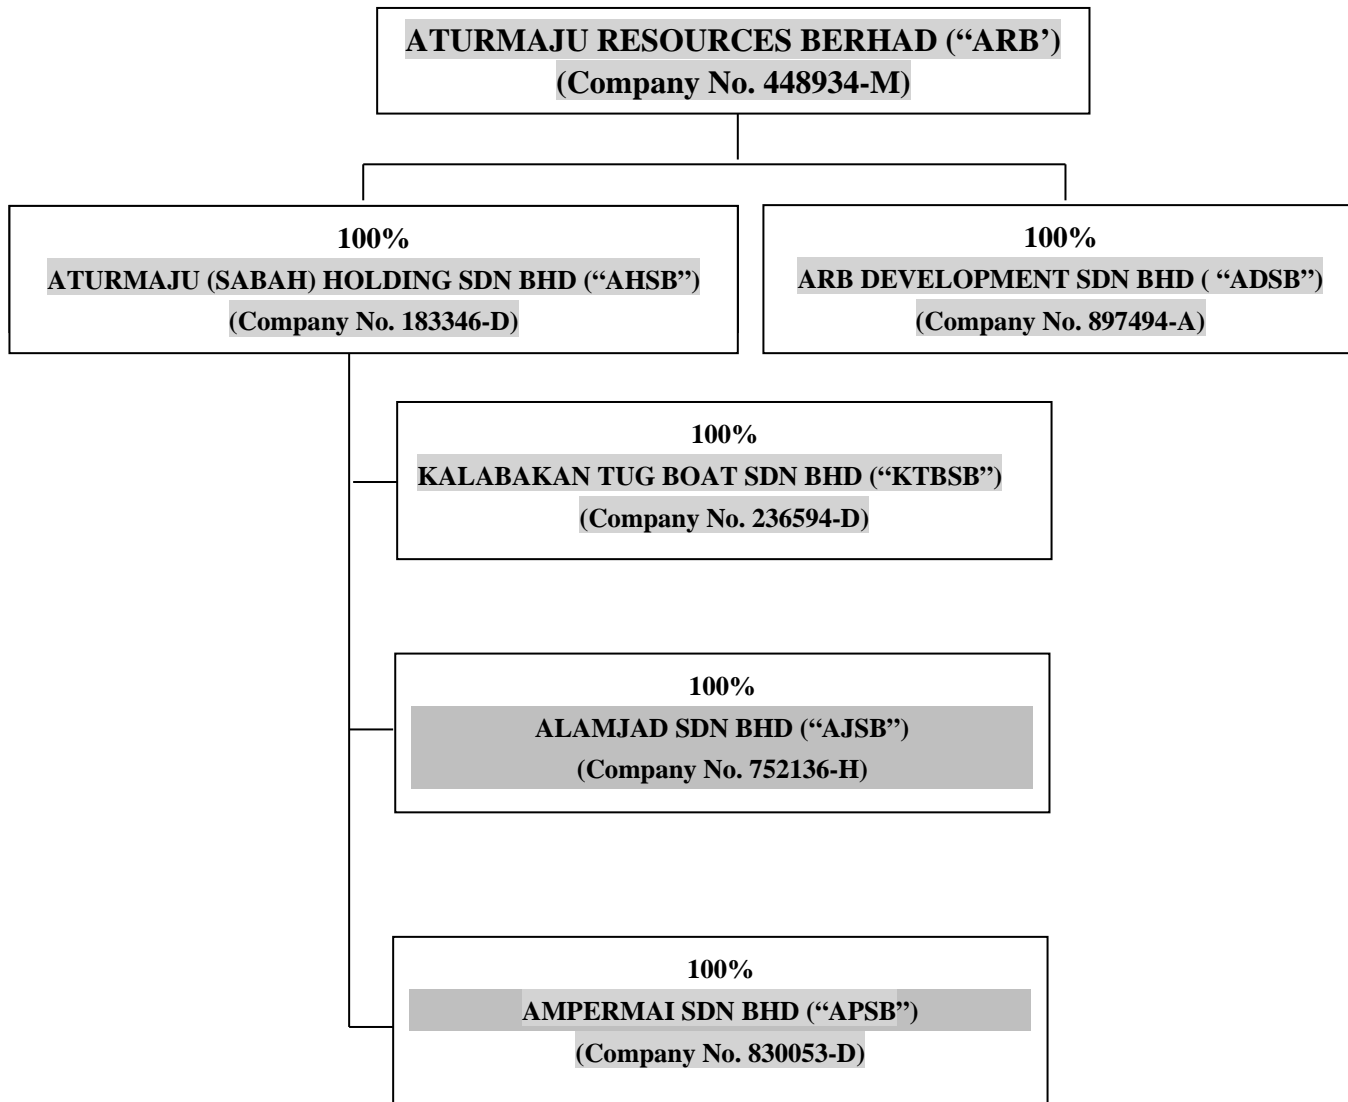 ATURMAJU RESOURCES BERHAD (“ARB’)
(Company No. 448934-M)
100%
ATURMAJU (SABAH) HOLDING SDN BHD (“AHSB”)
(Company No. 183346-D)
100%
ARB DEVELOPMENT SDN BHD ( “ADSB”)
(Company No. 897494-A)
100%
KALABAKAN TUG BOAT SDN BHD (“KTBSB”)
(Company No. 236594-D)
100%
ALAMJAD SDN BHD (“AJSB”)
(Company No. 752136-H)
100%
AMPERMAI SDN BHD (“APSB”)
(Company No. 830053-D)